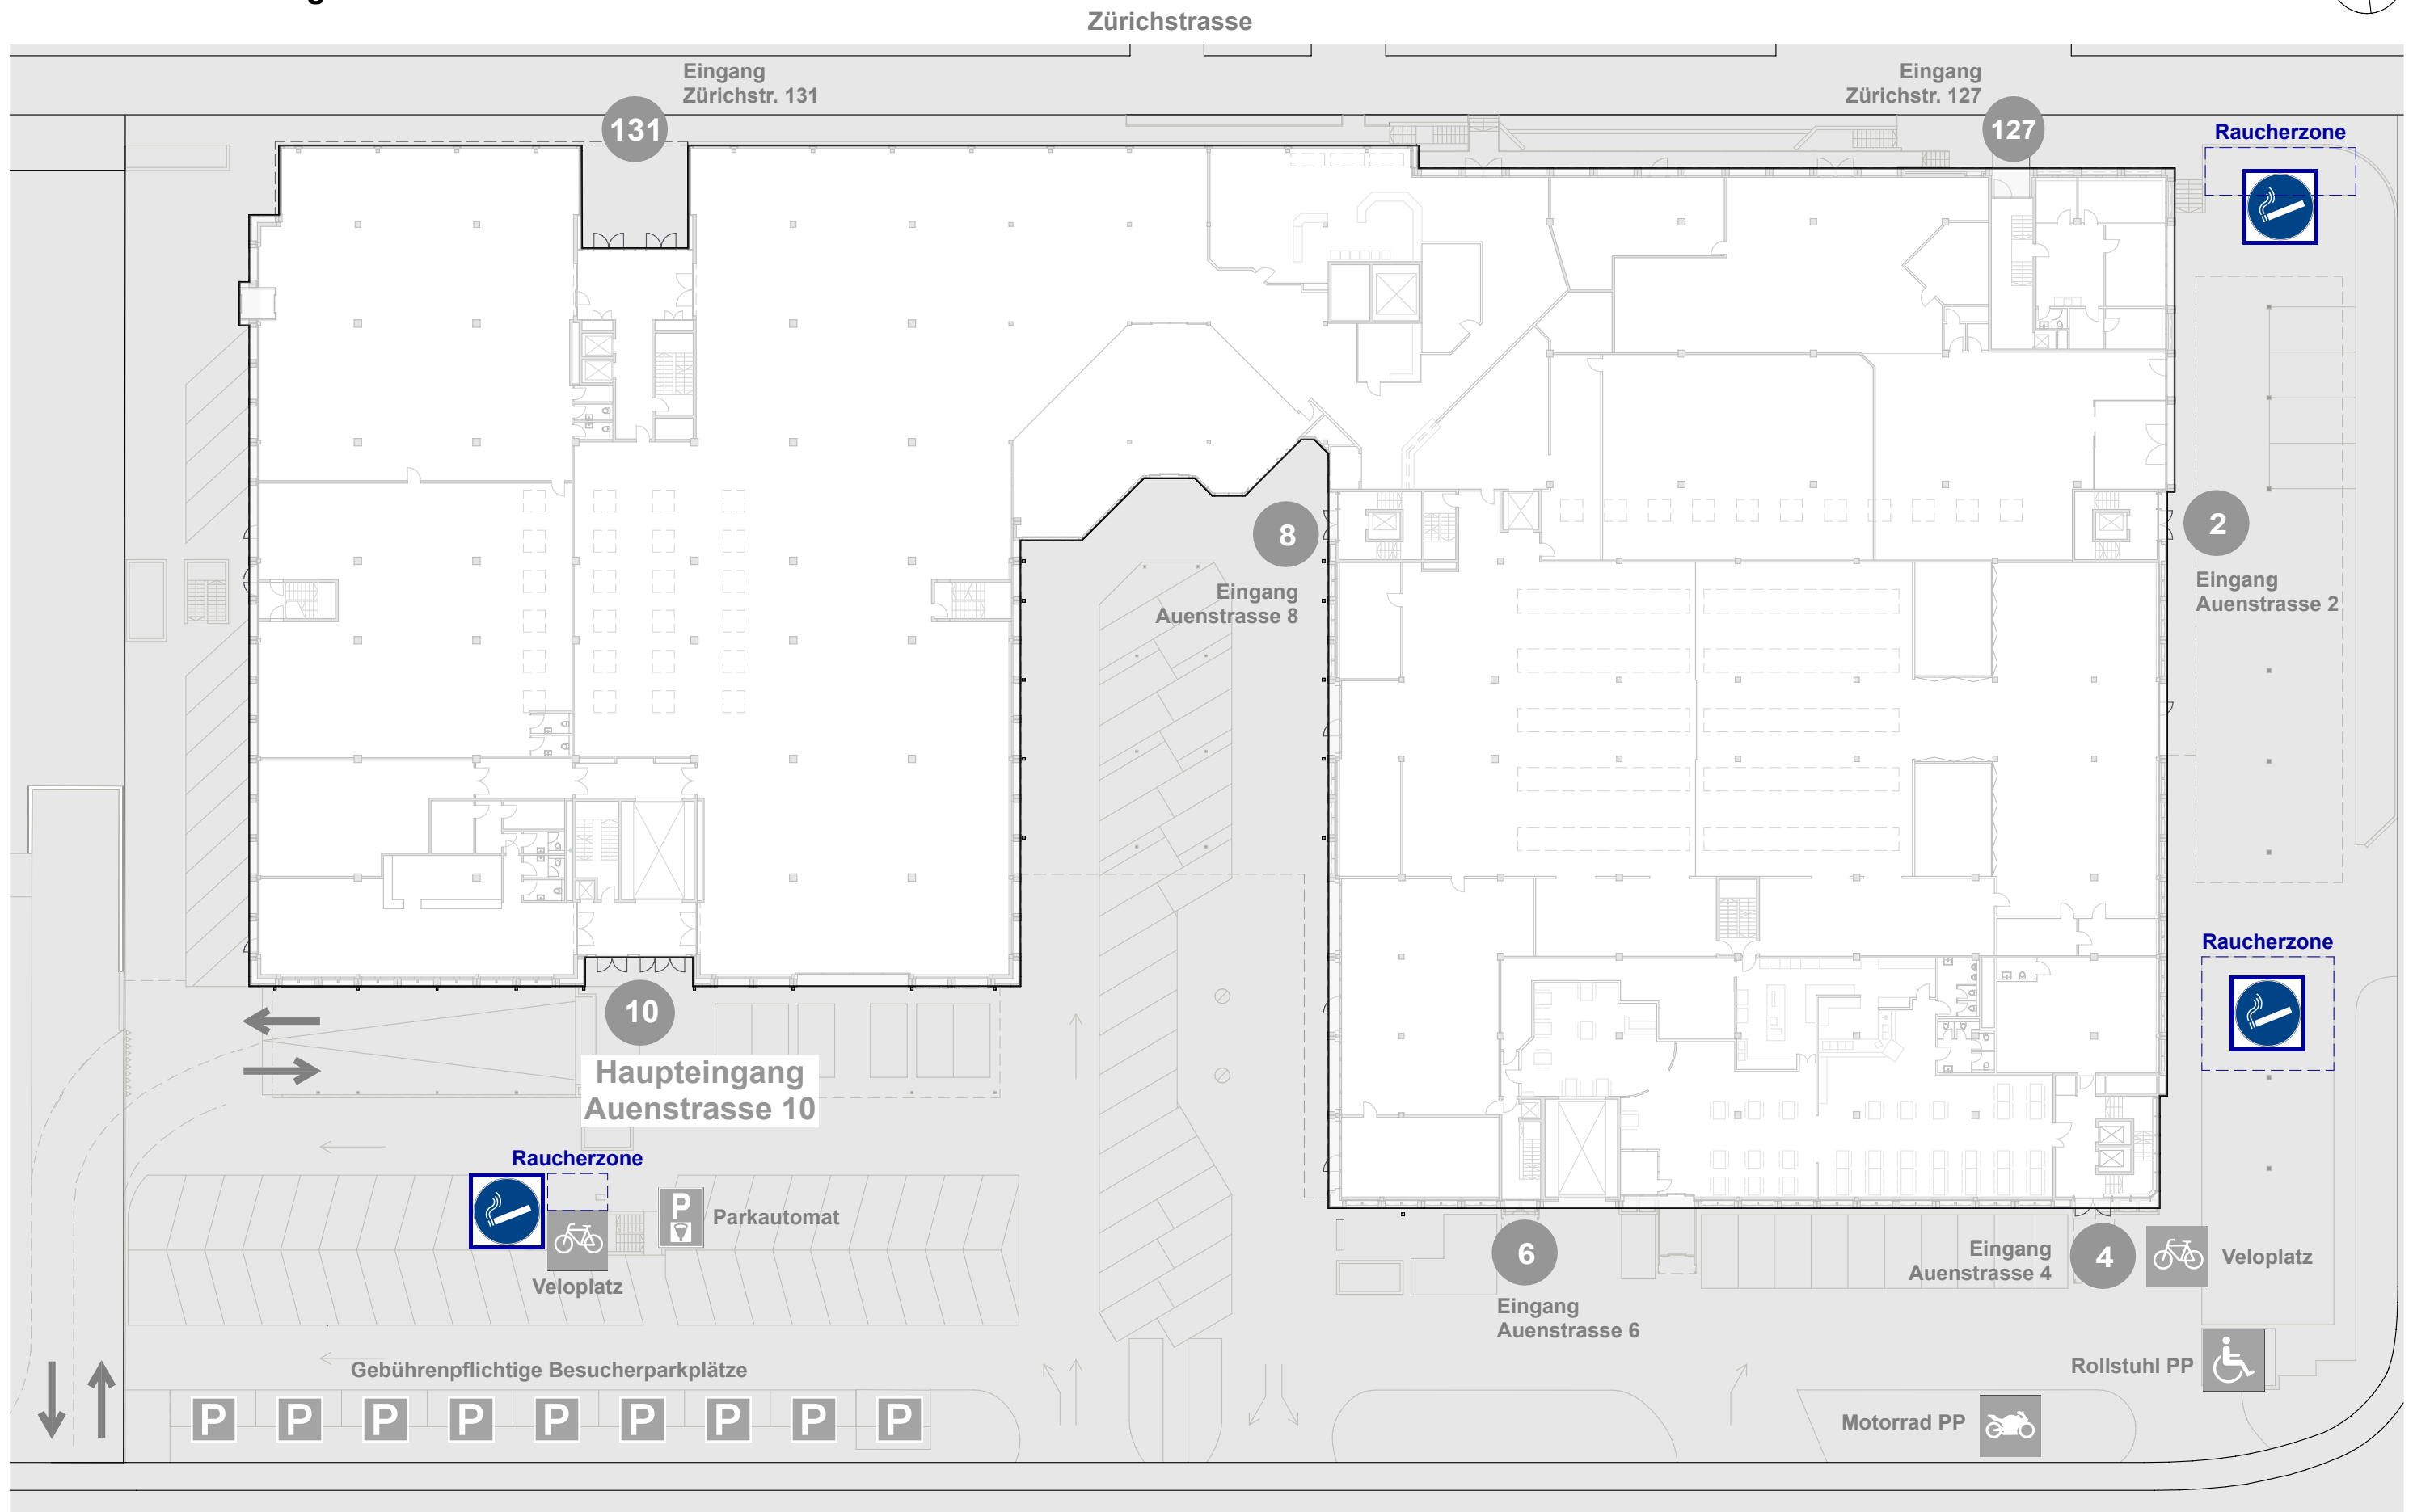 Zürichstrasse
Eingang
Zürichstr. 131
131
Eingang
Zürichstr. 127
127
Raucherzone
8
Eingang
Auenstrasse 8
2
Eingang
Auenstrasse 2
Raucherzone
10
Haupteingang
Auenstrasse 10
Raucherzone
P
Parkautomat
Veloplatz
6
Eingang
Auenstrasse 6
Eingang
Auenstrasse 4
4
Veloplatz
Gebührenpflichtige Besucherparkplätze
P P P P P P P P P
Rollstuhl PP
Motorrad PP